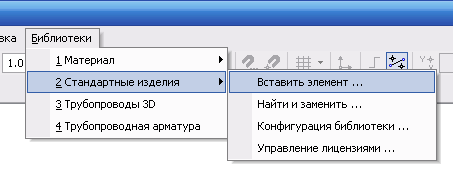 вка Библиотеки
1.0
1 Материал
2 Стандартные изделия
3 Трубопроводы 3D
4 Трубопроводная арматура
Вставить элемент ...
Найти и заменить ...
Конфигурация библиотеки ...
Управление лицензиями ...